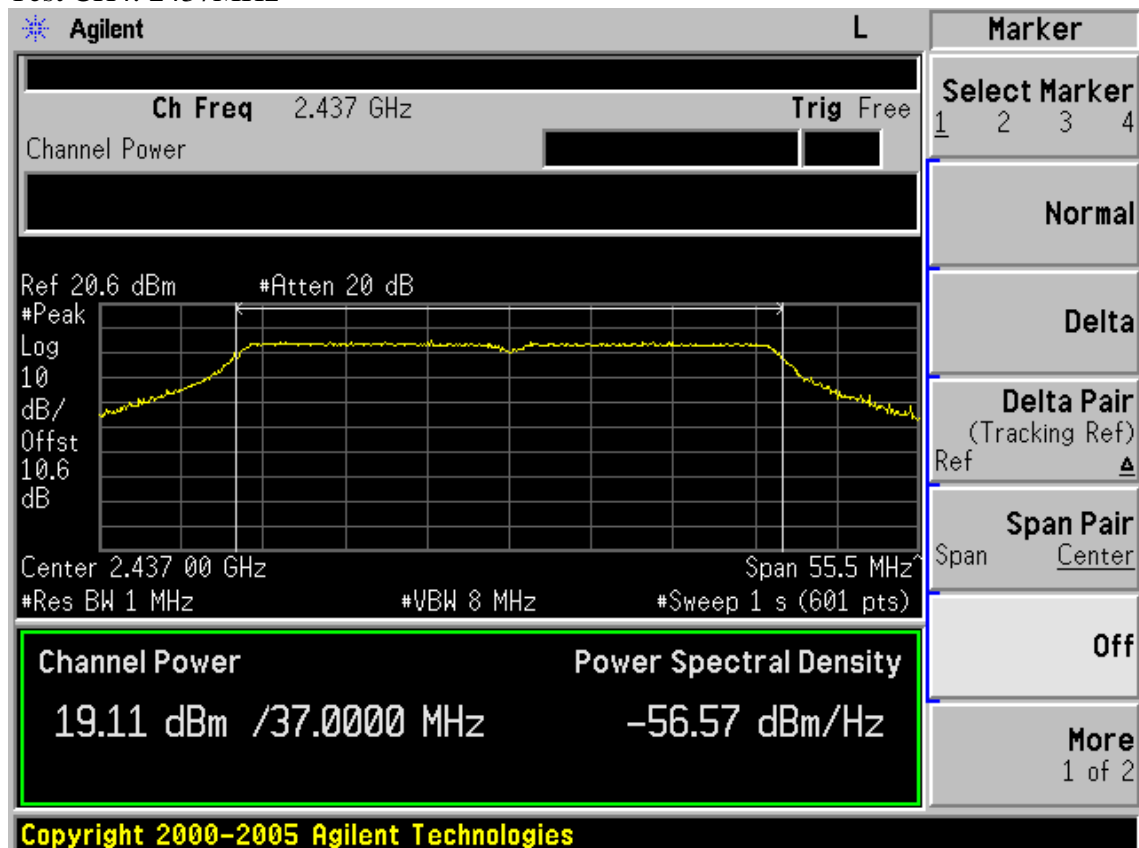 Agilent L
Ch Freq 2.437 GHz Trig Free
Channel Power
Ref 20.6 dBm #Atten 20 dB
#Peak
Log
10
dB/
Offst
10.6
dB
Center 2.437 00 GHz Span 55.5 MHz^
#Res BW 1 MHz #VBW 8 MHz #Sweep 1 s (601 pts)
Channel Power Power Spectral Density
19.11 dBm /37.0000 MHz -56.57 dBm/Hz
Copyright 2000-2005 Agilent Technologies
Marker
Select Marker
1 2 3 4
Normal
Delta
Delta Pair
(Tracking Ref)
Ref Δ
Span Pair
Span Center
Off
More
1 of 2